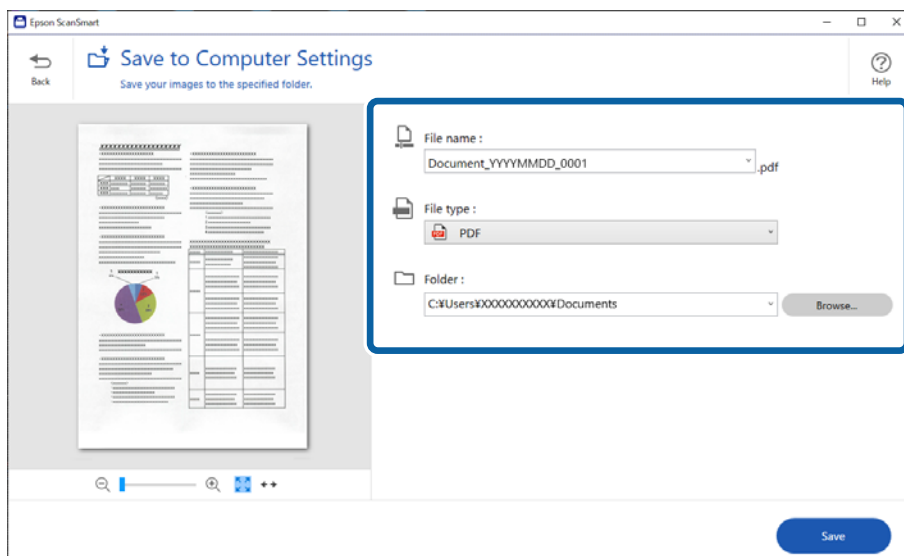 Epson ScanSmart
Save to Computer Settings
Back
Save your images to the specified folder.
Help
File name :
Document_YYYYMMDD_0001
.pdf
File type :
PDF
Folder :
C:¥Users¥XXXXXXXXXX¥Documents
Browse...
Save